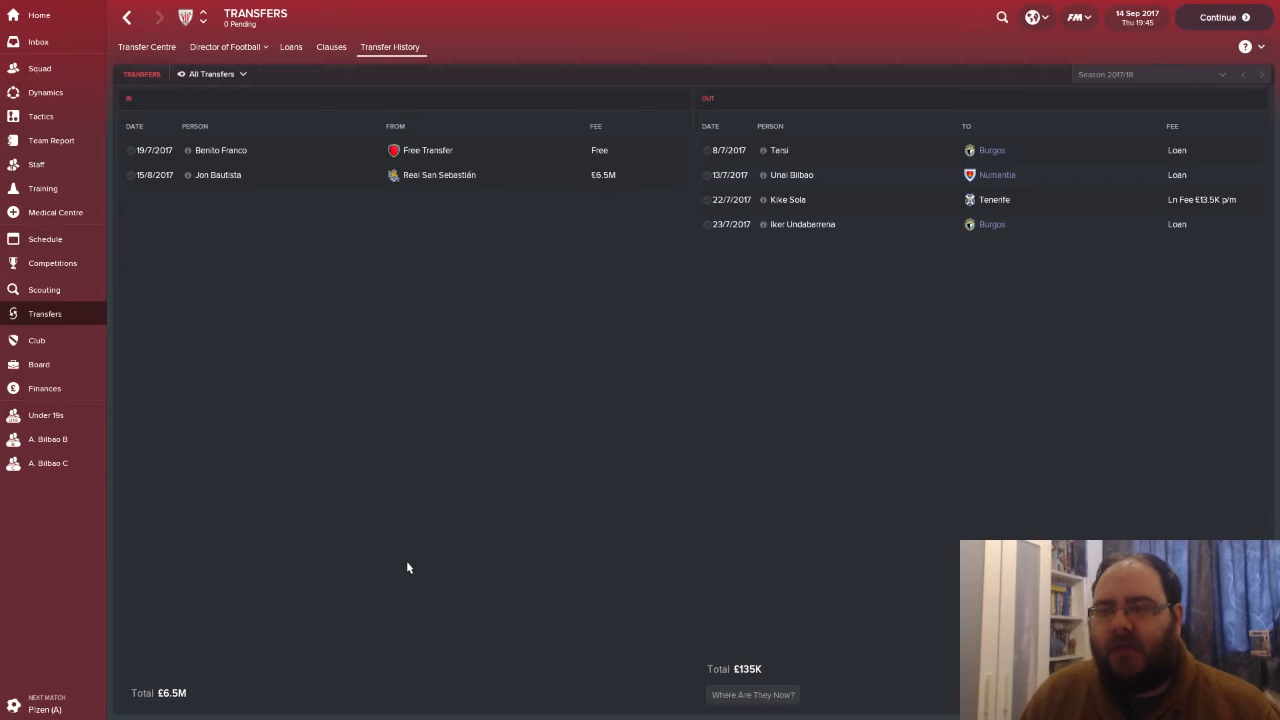 Home
Inbox
Squad
Dynamics
Tactics
Team Report
Staff
Training
Medical Centre
Schedule
Competitions
Scouting
Transfers
Club
Board
Finances
Under 19s
A. Bilbao B
A. Bilbao C
NEXT MATCH
Plzen (A)
TRANSFERS
0 Pending
FM
14 Sep 2017
Thu 19:45
Continue
Transfer Centre Director of Football Loans Clauses Transfer History
TRANSFERS All Transfers Season 2017/18
IN
DATE PERSON FROM FEE
19/7/2017 Benito Franco Free Transfer Free
15/8/2017 Jon Bautista Real San Sebastián £6.5M
Total £6.5M
OUT
DATE PERSON TO FEE
8/7/2017 Tarsi Burgos Loan
13/7/2017 Unai Bilbao Numantia Loan
22/7/2017 Kike Sola Tenerife Ln Fee £13.5K p/m
23/7/2017 Iker Undabarrena Burgos Loan
Total £135K
Where Are They Now?